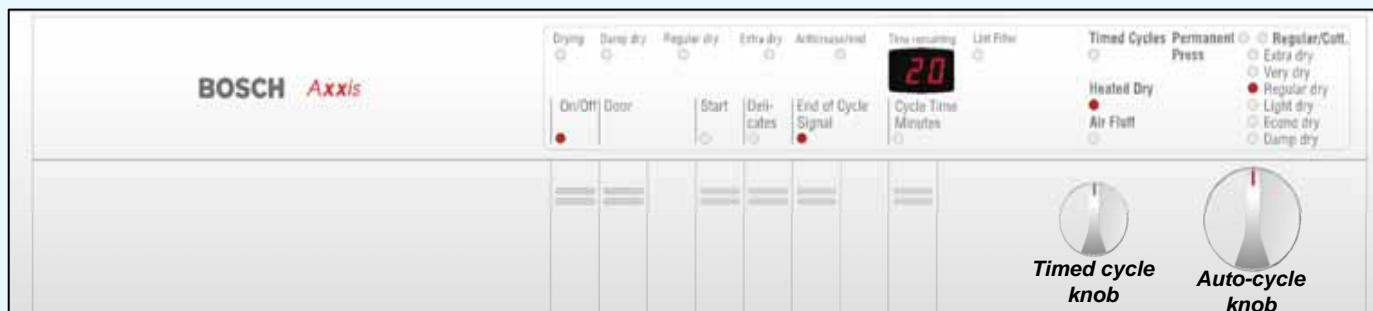 Drying Damp dry Regular dry Extra dry Anticrease/end Time remaining Lint Filter
Timed Cycles
Permanent
Press
Regular/Cott.
Extra dry
Very dry
Regular dry
Light dry
Econo dry
Damp dry
BOSCH Axxis
20
Heated Dry
Air Fluff
On/Off
Door
Start
Deli-
cates
End of Cycle
Signal
Cycle Time
Minutes
Timed cycle
knob
Auto-cycle
knob